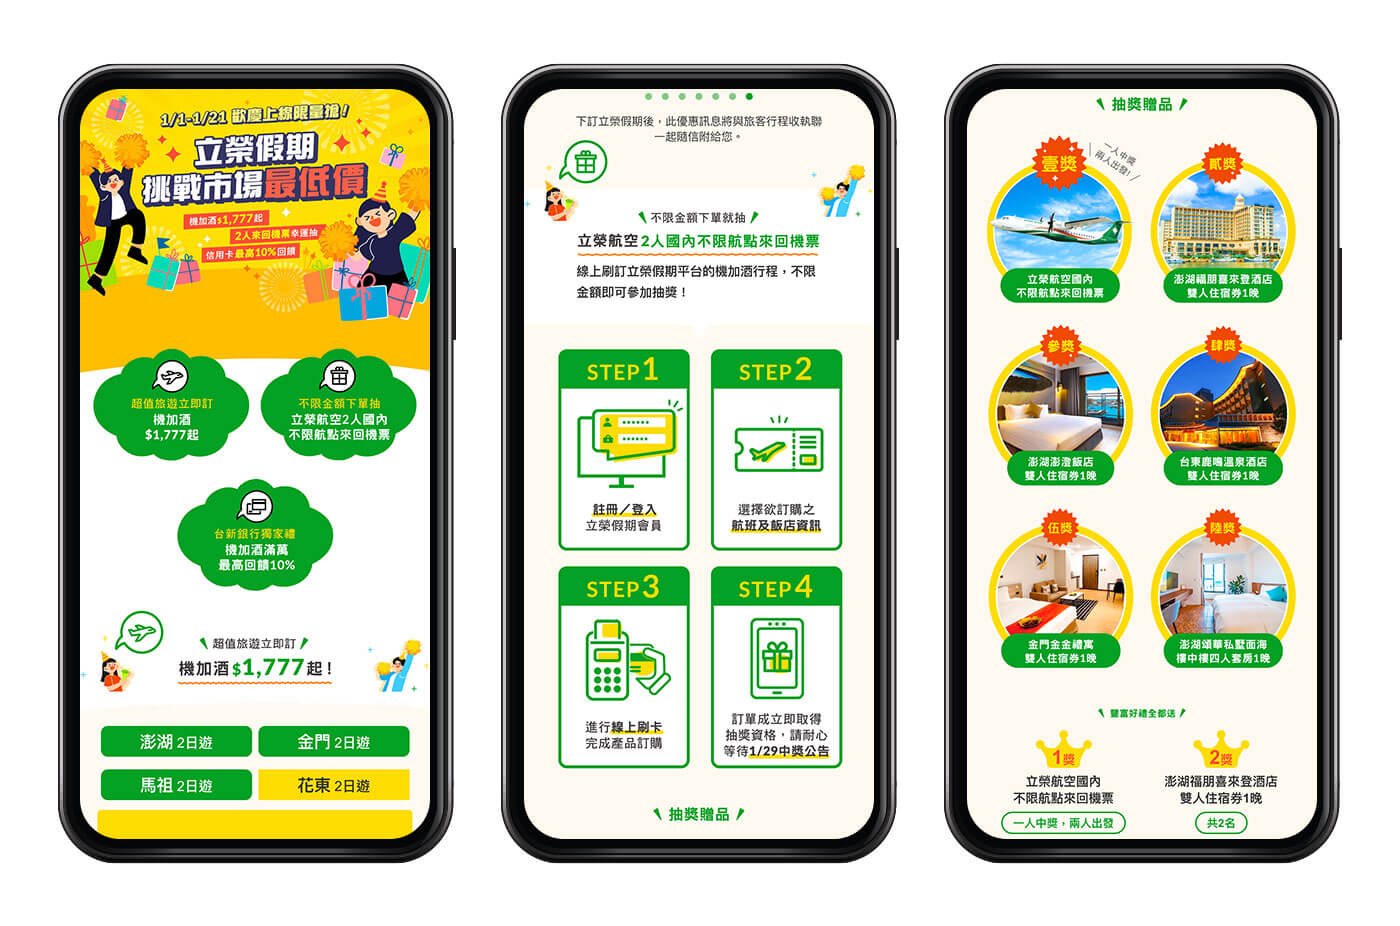 1/1-1/21 歡慶上線限量搶!
立榮假期
挑戰市場最低價
機加酒$1,777起
2人來回機票幸運抽
信用卡最高10%回饋
超值旅遊立即訂
機加酒
$1,777起
不限金額下單抽
立榮航空2人國內
不限航點來回機票
台新銀行獨家禮
機加酒滿萬
最高回饋10%
超值旅遊立即訂
機加酒$1,777起!
澎湖2日遊
金門2日遊
馬祖2日遊
花東2日遊
下訂立榮假期後,此優惠訊息將與旅客行程收執聯
一起隨信附給您。
不限金額下單就抽
立榮航空2人國內不限航點來回機票
線上刷訂立榮假期平台的機加酒行程,不限
金額即可參加抽獎!
STEP1
註冊/登入
立榮假期會員
STEP2
選擇欲訂購之
航班及飯店資訊
STEP3
進行線上刷卡
完成產品訂購
STEP4
訂單成立即取得
抽獎資格,請耐心
等待1/29中獎公告
抽獎贈品
抽獎贈品
壹獎
一人中獎
兩人出發!
立榮航空國內
不限航點來回機票
貳獎
澎湖福朋喜來登酒店
雙人住宿券1晚
參獎
澎湖澎澄飯店
雙人住宿券1晚
肆獎
台東鹿鳴溫泉酒店
雙人住宿券1晚
伍獎
金門金金禮寓
雙人住宿券1晚
陸獎
澎湖頌華私墅面海
樓中樓四人套房1晚
豐富好禮全都送
1獎
立榮航空國內
不限航點來回機票
一人中獎,兩人出發
2獎
澎湖福朋喜來登酒店
雙人住宿券1晚
共2名